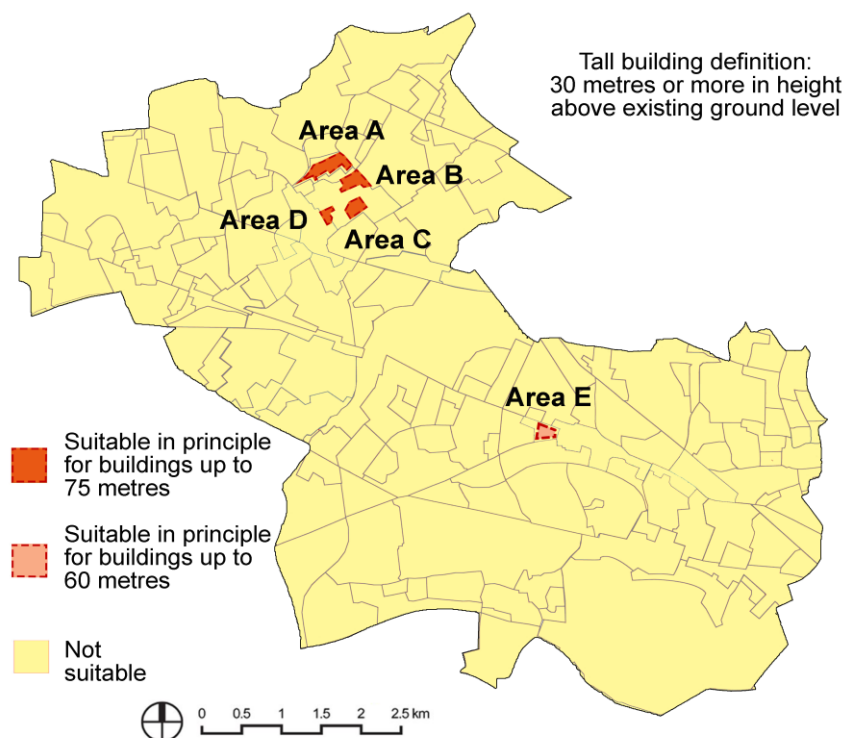 Tall building definition:
30 metres or more in height
above existing ground level
Area A
Area B
Area D
Area C
Area E
Suitable in principle
for buildings up to
75 metres
Suitable in principle
for buildings up to
60 metres
Not
suitable
0 0.5 1 1.5 2 2.5 km